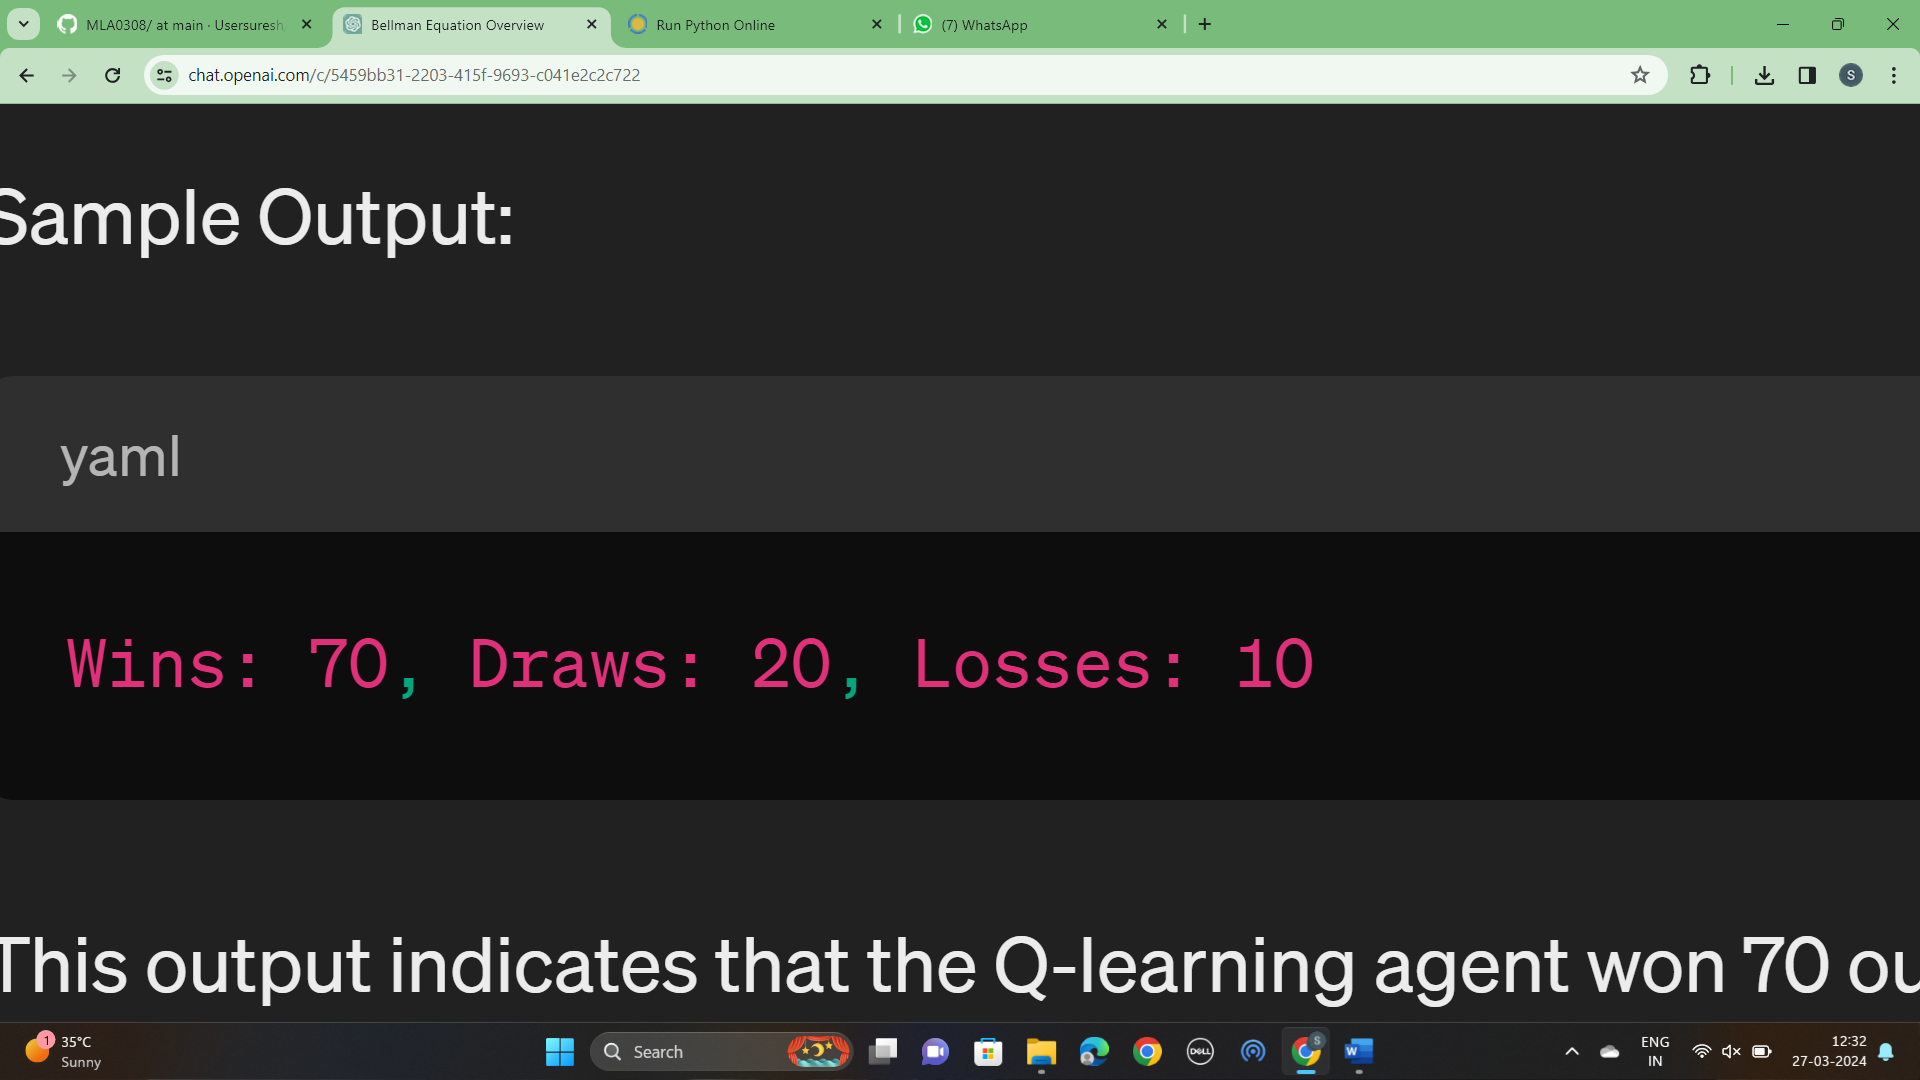 MLA0308/ at main · Usersuresh
Bellman Equation Overview
Run Python Online
(7) WhatsApp
chat.openai.com/c/5459bb31-2203-415f-9693-c041e2c2c722
S
Sample Output:
yaml
Wins: 70, Draws: 20, Losses: 10
This output indicates that the Q-learning agent won 70 ou
1
35°C
Sunny
Search
DELL
S
W
ENG
IN
12:32
27-03-2024